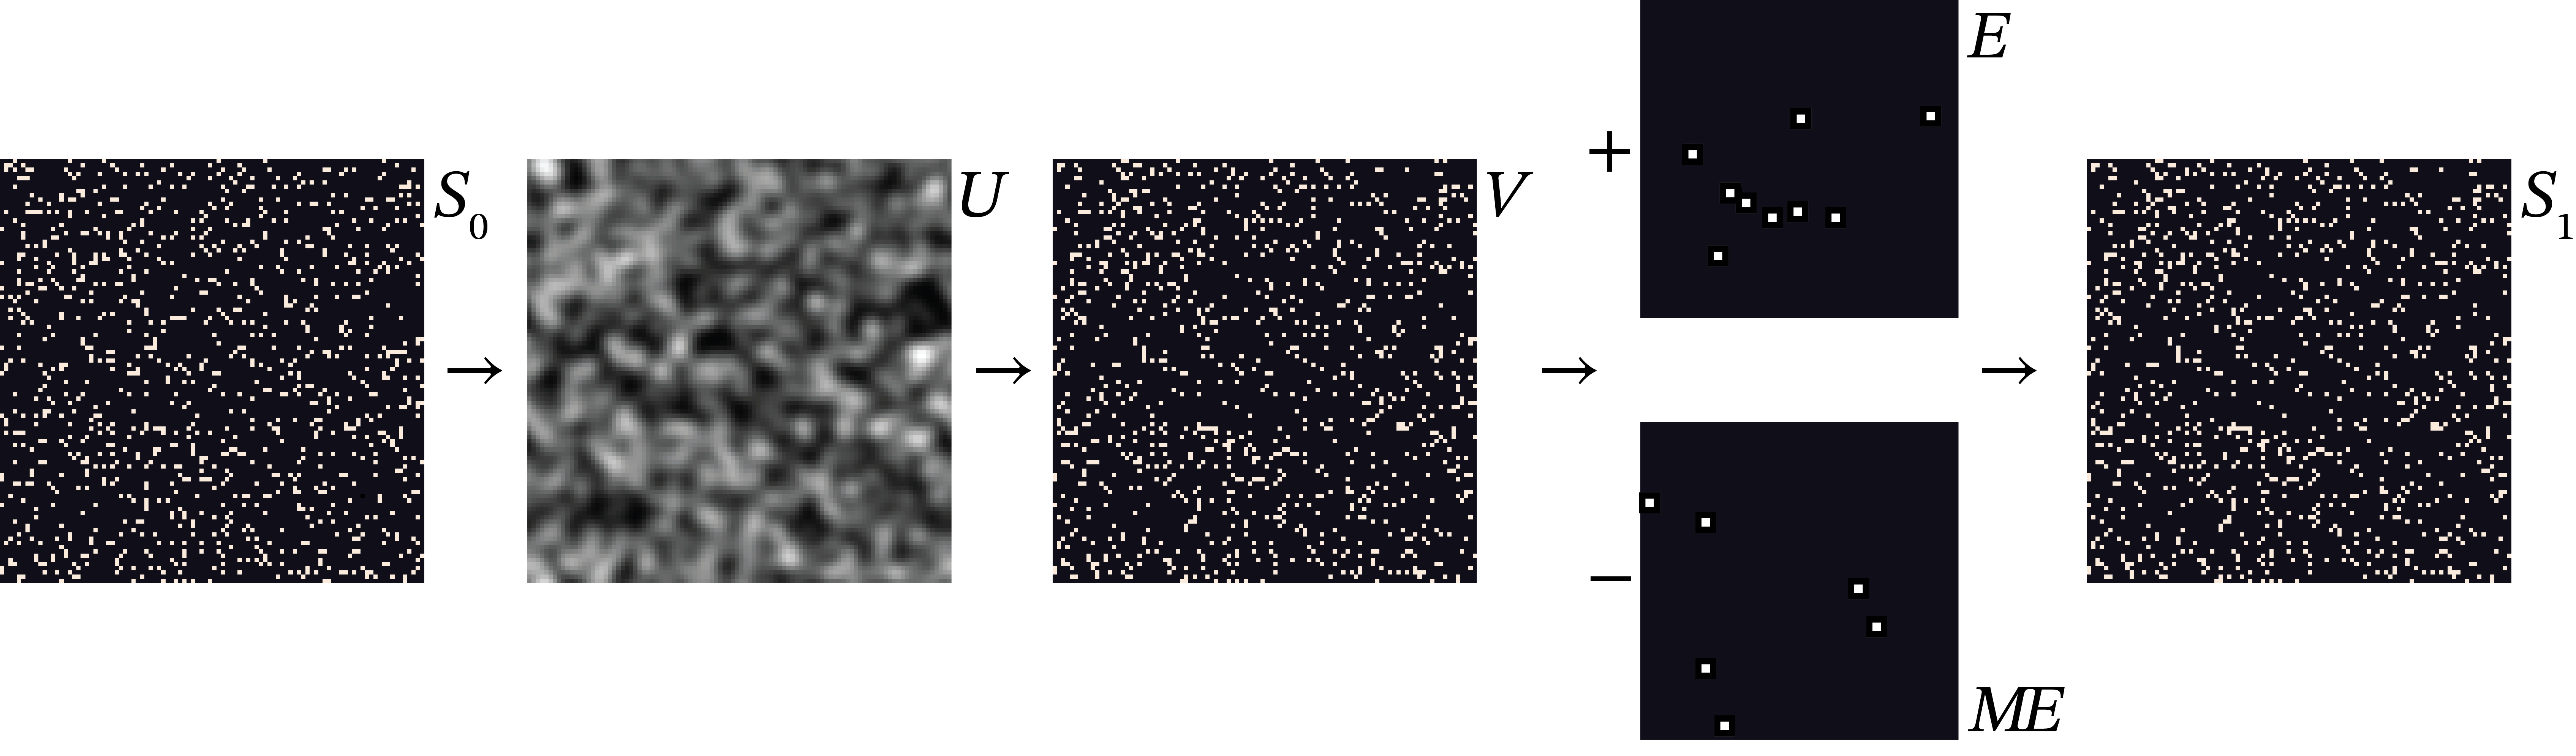 S₀
→
U
→
V
→
+
E
−
ME
→
S₁